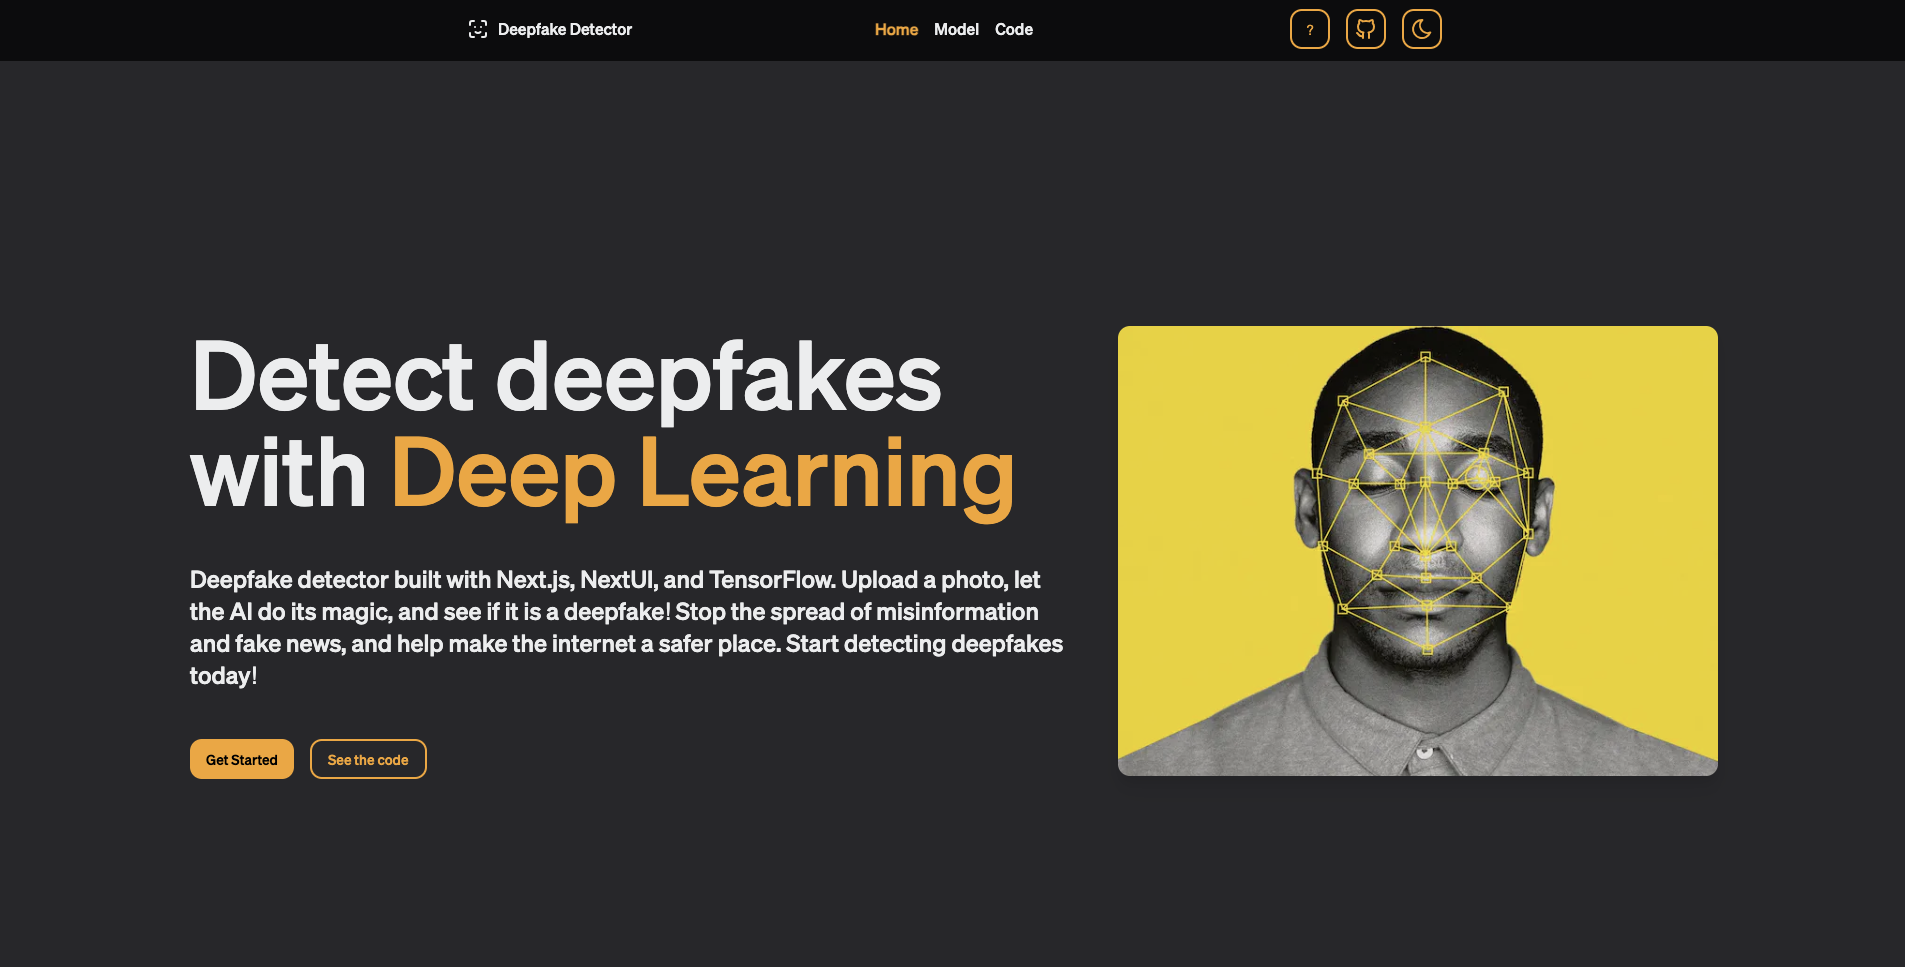 Deepfake Detector
Home Model Code
?
Detect deepfakes
with Deep Learning
Deepfake detector built with Next.js, NextUI, and TensorFlow. Upload a photo, let
the AI do its magic, and see if it is a deepfake! Stop the spread of misinformation
and fake news, and help make the internet a safer place. Start detecting deepfakes
today!
Get Started
See the code